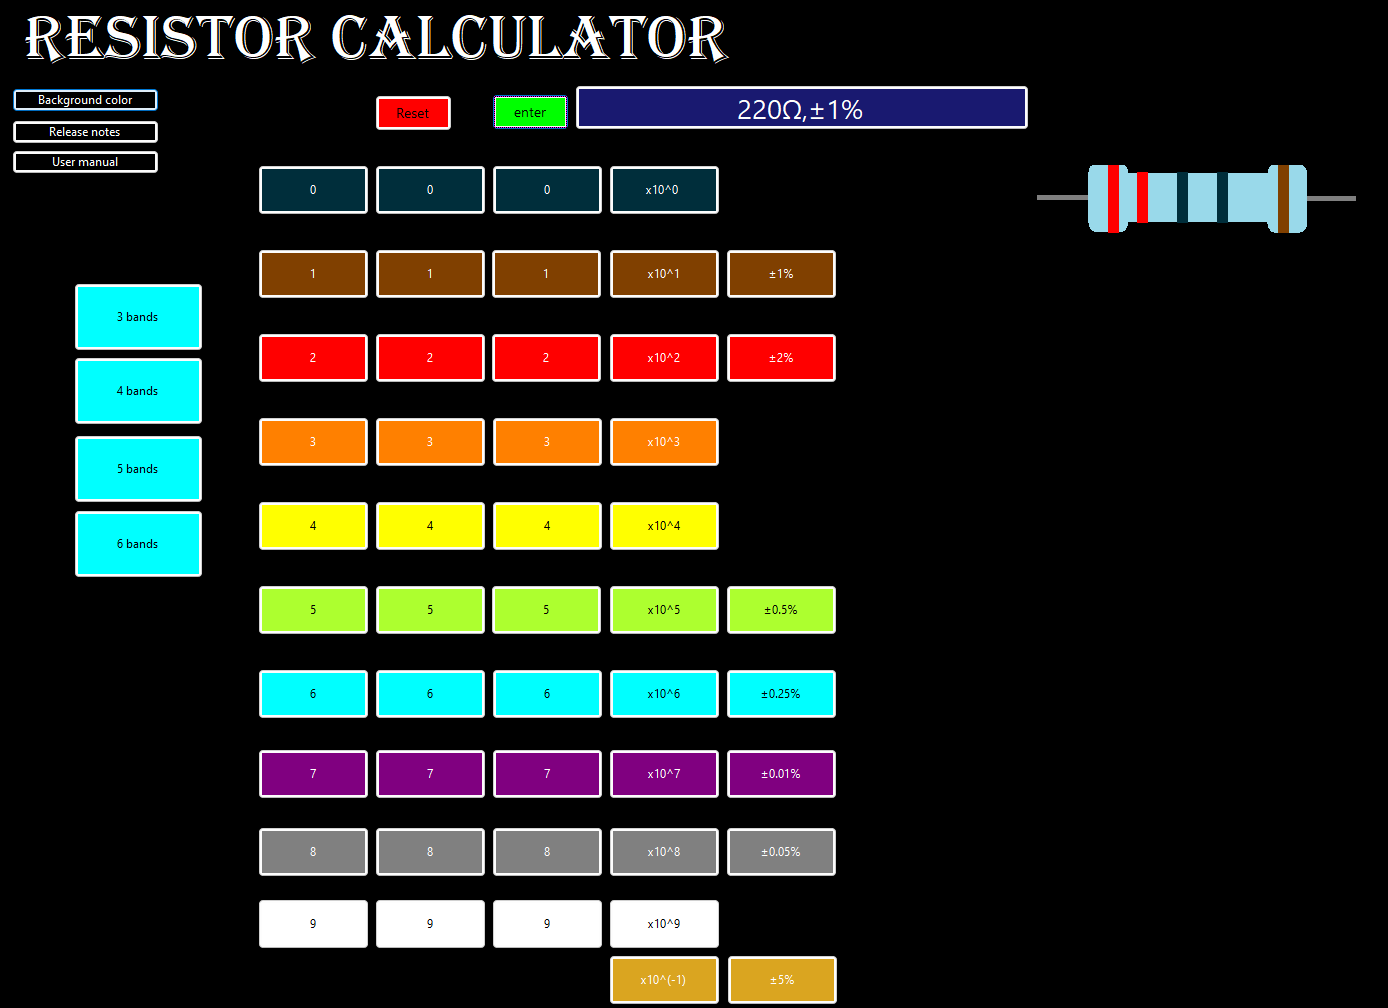 RESISTOR CALCULATOR
Background color
Release notes
User manual
Reset enter 220Ω,±1%
0 0 0 x10^0
1 1 1 x10^1 ±1%
3 bands
2 2 2 x10^2 ±2%
4 bands
3 3 3 x10^3
5 bands
4 4 4 x10^4
6 bands
5 5 5 x10^5 ±0.5%
6 6 6 x10^6 ±0.25%
7 7 7 x10^7 ±0.01%
8 8 8 x10^8 ±0.05%
9 9 9 x10^9
x10^(-1) ±5%